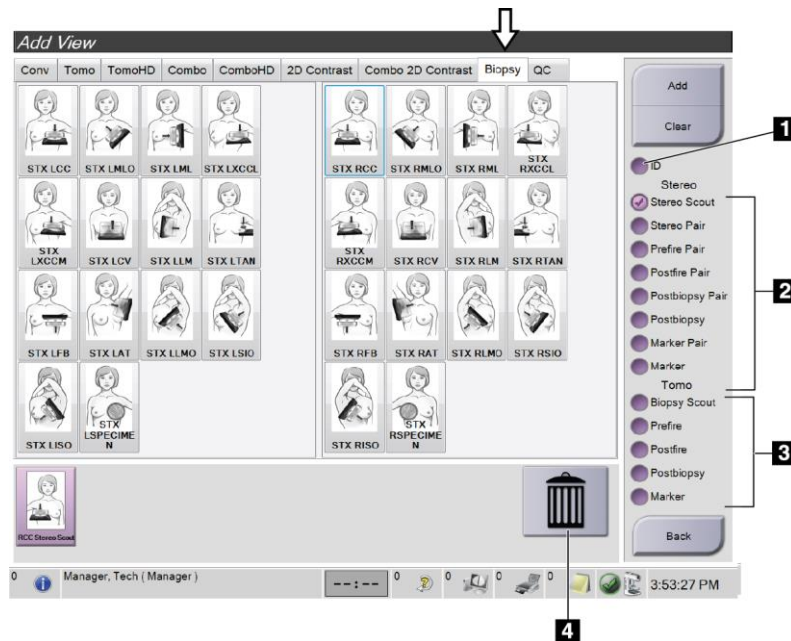 Add View
Conv Tomo TomoHD Combo ComboHD 2D Contrast Combo 2D Contrast Biopsy QC
STX LCC STX LMLO STX LML STX LXCCL
STX RCC STX RMLO STX RML STX RXCCL
STX LXCCM STX LCV STX LLM STX LTAN
STX RXCCM STX RCV STX RLM STX RTAN
STX LFB STX LAT STX LLMO STX LSIO
STX RFB STX RAT STX RLMO STX RSIO
STX LISO STX LSPECIMEN
STX RISO STX RSPECIMEN
Add
Clear
ID
Stereo
Stereo Scout
Stereo Pair
Prefire Pair
Postfire Pair
Postbiopsy Pair
Postbiopsy
Marker Pair
Marker
Tomo
Biopsy Scout
Prefire
Postfire
Postbiopsy
Marker
Back
1
2
3
RCC Stereo Scout
0 Manager, Tech ( Manager ) --:-- 0 0 0 0 3:53:27 PM
4